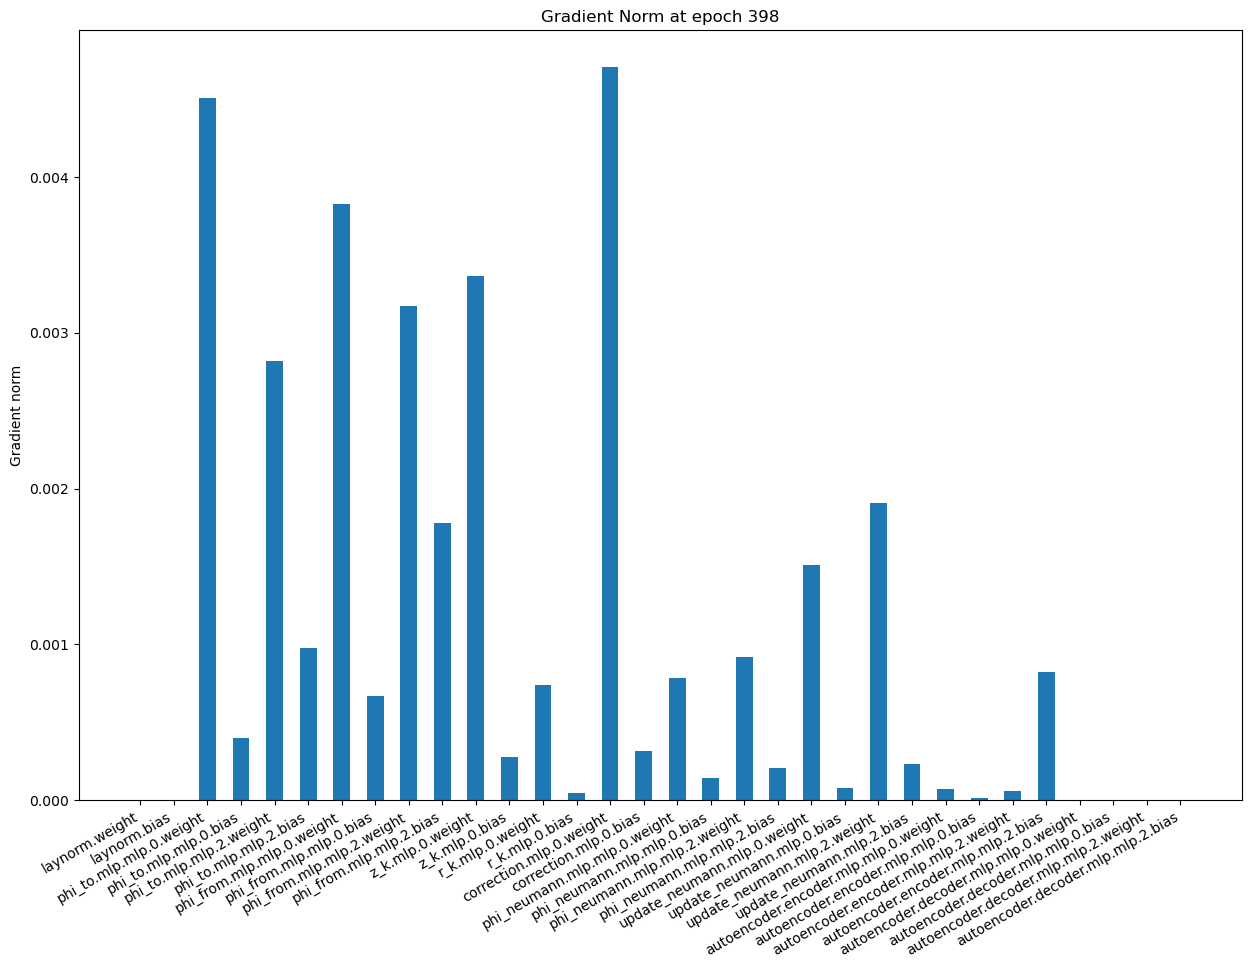 Gradient Norm at epoch 398
Gradient norm
0.004
0.003
0.002
0.001
0.000
laynorm.weight
laynorm.bias
phi_to.mlp.mlp.0.weight
phi_to.mlp.mlp.0.bias
phi_to.mlp.mlp.2.weight
phi_to.mlp.mlp.2.bias
phi_from.mlp.mlp.0.weight
phi_from.mlp.mlp.0.bias
phi_from.mlp.mlp.2.weight
phi_from.mlp.mlp.2.bias
z_k.mlp.0.weight
z_k.mlp.0.bias
r_k.mlp.0.weight
r_k.mlp.0.bias
correction.mlp.0.weight
correction.mlp.0.bias
phi_neumann.mlp.mlp.0.weight
phi_neumann.mlp.mlp.0.bias
phi_neumann.mlp.mlp.2.weight
phi_neumann.mlp.mlp.2.bias
update_neumann.mlp.0.weight
update_neumann.mlp.0.bias
update_neumann.mlp.2.weight
update_neumann.mlp.2.bias
autoencoder.encoder.mlp.mlp.0.weight
autoencoder.encoder.mlp.mlp.0.bias
autoencoder.encoder.mlp.mlp.2.weight
autoencoder.encoder.mlp.mlp.2.bias
autoencoder.decoder.mlp.mlp.0.weight
autoencoder.decoder.mlp.mlp.0.bias
autoencoder.decoder.mlp.mlp.2.weight
autoencoder.decoder.mlp.mlp.2.bias